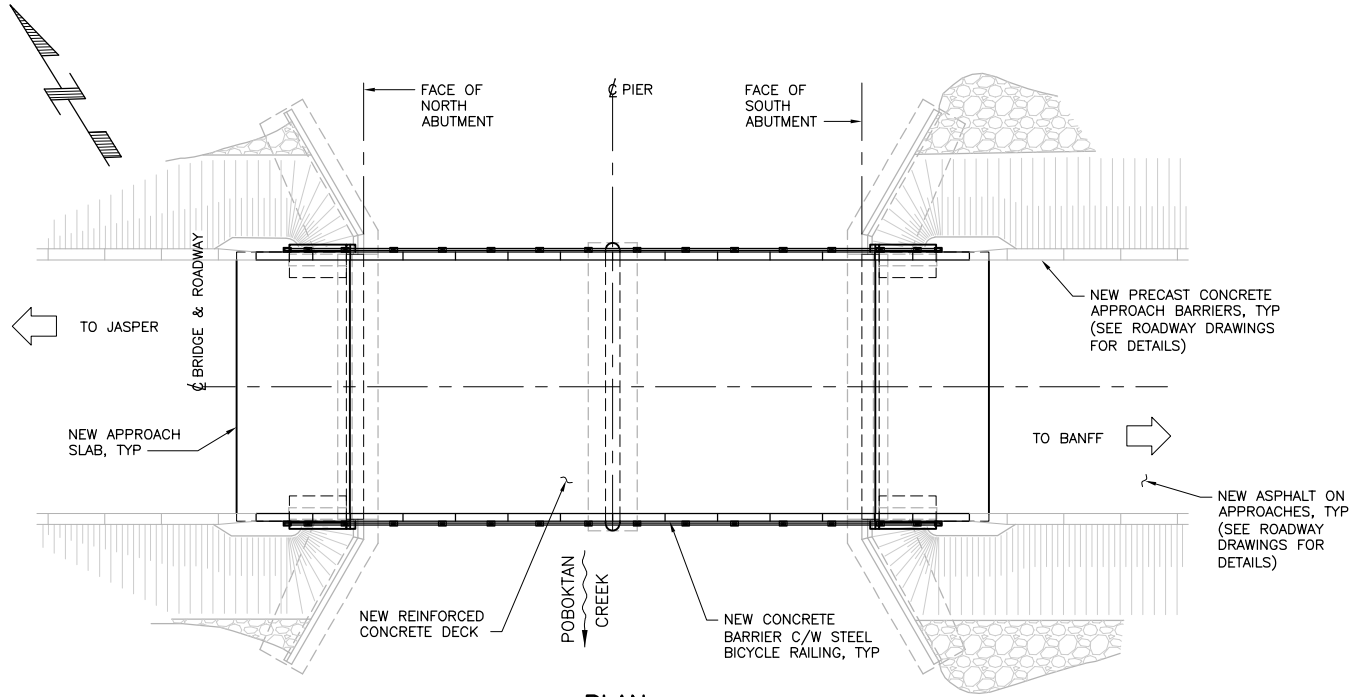 FACE OF
NORTH
ABUTMENT
℄ PIER
FACE OF
SOUTH
ABUTMENT
℄ BRIDGE & ROADWAY
TO JASPER
NEW PRECAST CONCRETE
APPROACH BARRIERS, TYP
(SEE ROADWAY DRAWINGS
FOR DETAILS)
NEW APPROACH
SLAB, TYP
TO BANFF
NEW ASPHALT ON
APPROACHES, TYP
(SEE ROADWAY
DRAWINGS FOR
DETAILS)
NEW REINFORCED
CONCRETE DECK
POBOKTAN
CREEK
NEW CONCRETE
BARRIER C/W STEEL
BICYCLE RAILING, TYP
PLAN